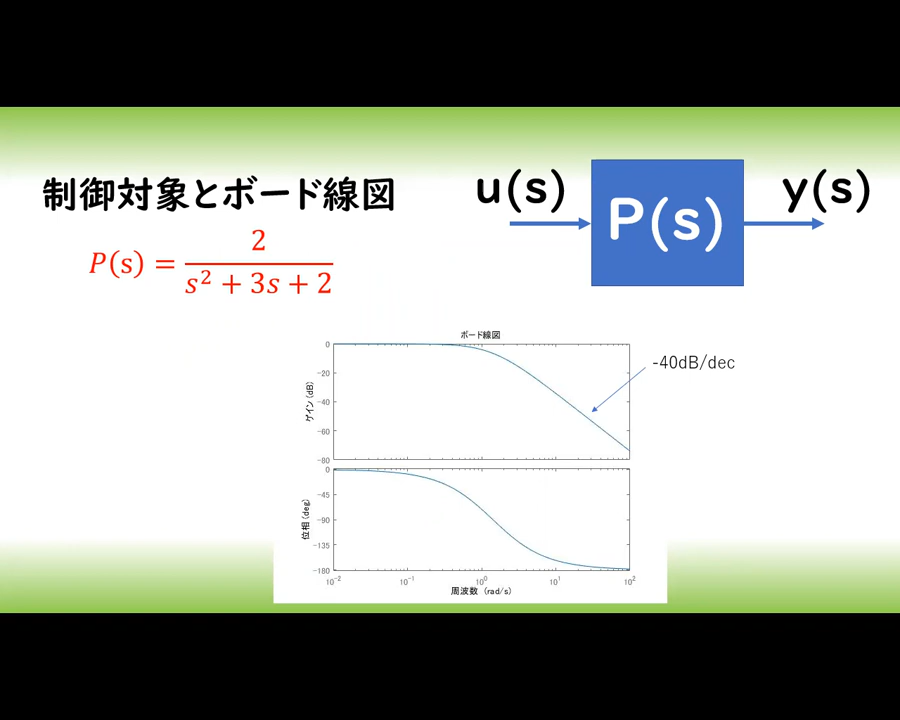 制御対象とボード線図
P(s) = 2 / (s² + 3s + 2)
u(s)
P(s)
y(s)
ボード線図
ゲイン (dB)
0
-20
-40
-60
-80
-40dB/dec
位相 (deg)
0
-45
-90
-135
-180
10⁻² 10⁻¹ 10⁰ 10¹ 10²
周波数 (rad/s)